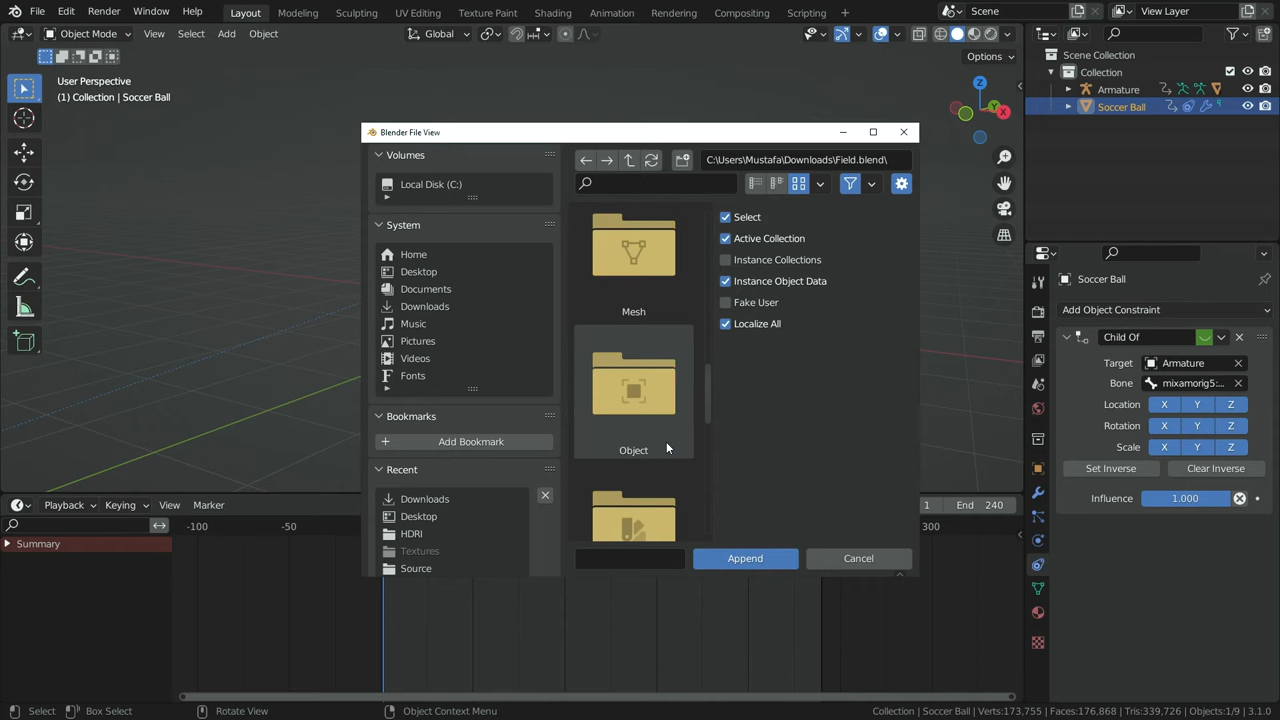 File Edit Render Window Help Layout Modeling Sculpting UV Editing Texture Paint Shading Animation Rendering Compositing Scripting + Scene View Layer
Object Mode View Select Add Object Global
Options
User Perspective
(1) Collection | Soccer Ball
Z
Y
X
Scene Collection
Collection
Armature
Soccer Ball
Blender File View
Volumes
Local Disk (C:)
System
Home
Desktop
Documents
Downloads
Music
Pictures
Videos
Fonts
Bookmarks
Add Bookmark
Recent
Downloads
Desktop
HDRI
Textures
Source
C:\Users\Mustafa\Downloads\Field.blend\
Mesh
Object
Select
Active Collection
Instance Collections
Instance Object Data
Fake User
Localize All
Append Cancel
Soccer Ball
Add Object Constraint
Child Of
Target Armature
Bone mixamorig5:...
Location X Y Z
Rotation X Y Z
Scale X Y Z
Set Inverse Clear Inverse
Influence 1.000
Playback Keying View Marker
1 End 240
-100 -50 300
Summary
Select Box Select Rotate View Object Context Menu Collection | Soccer Ball | Verts:173,755 | Faces:176,868 | Tris:339,726 | Objects:1/9 | 3.1.0